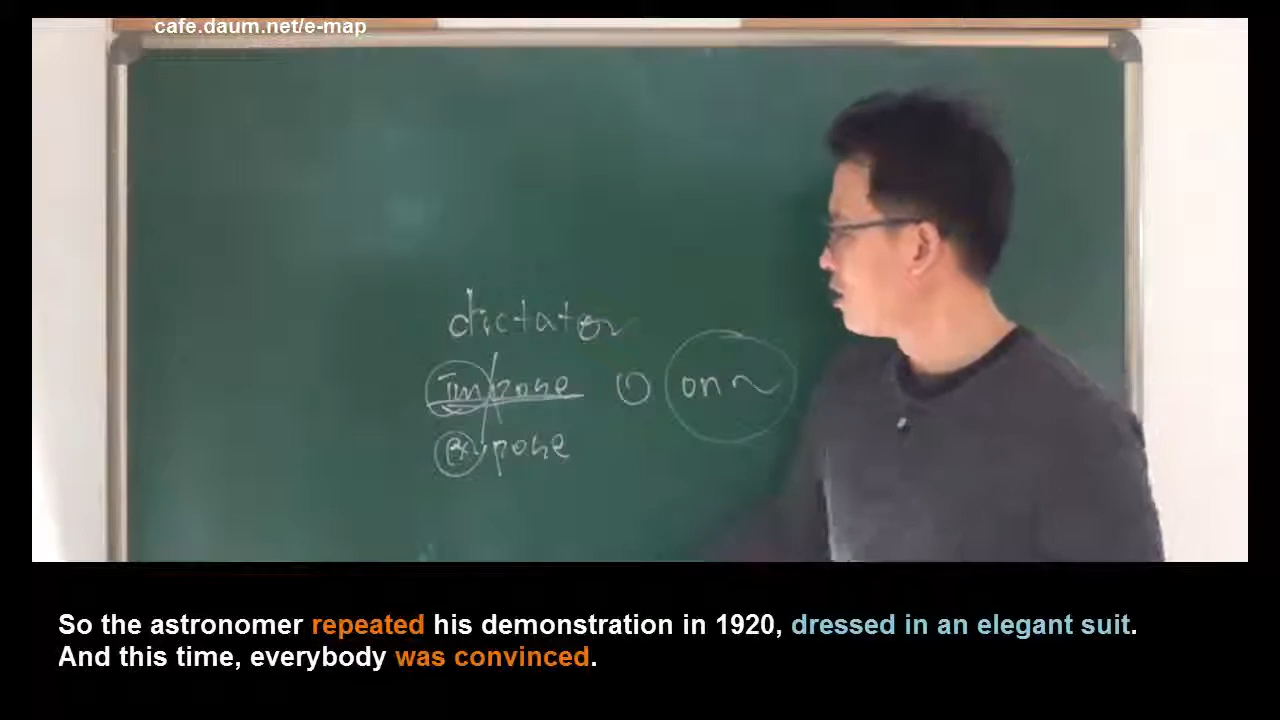 cafe.daum.net/e-map
dictator
Impose ① on ~
expose
So the astronomer repeated his demonstration in 1920, dressed in an elegant suit.
And this time, everybody was convinced.